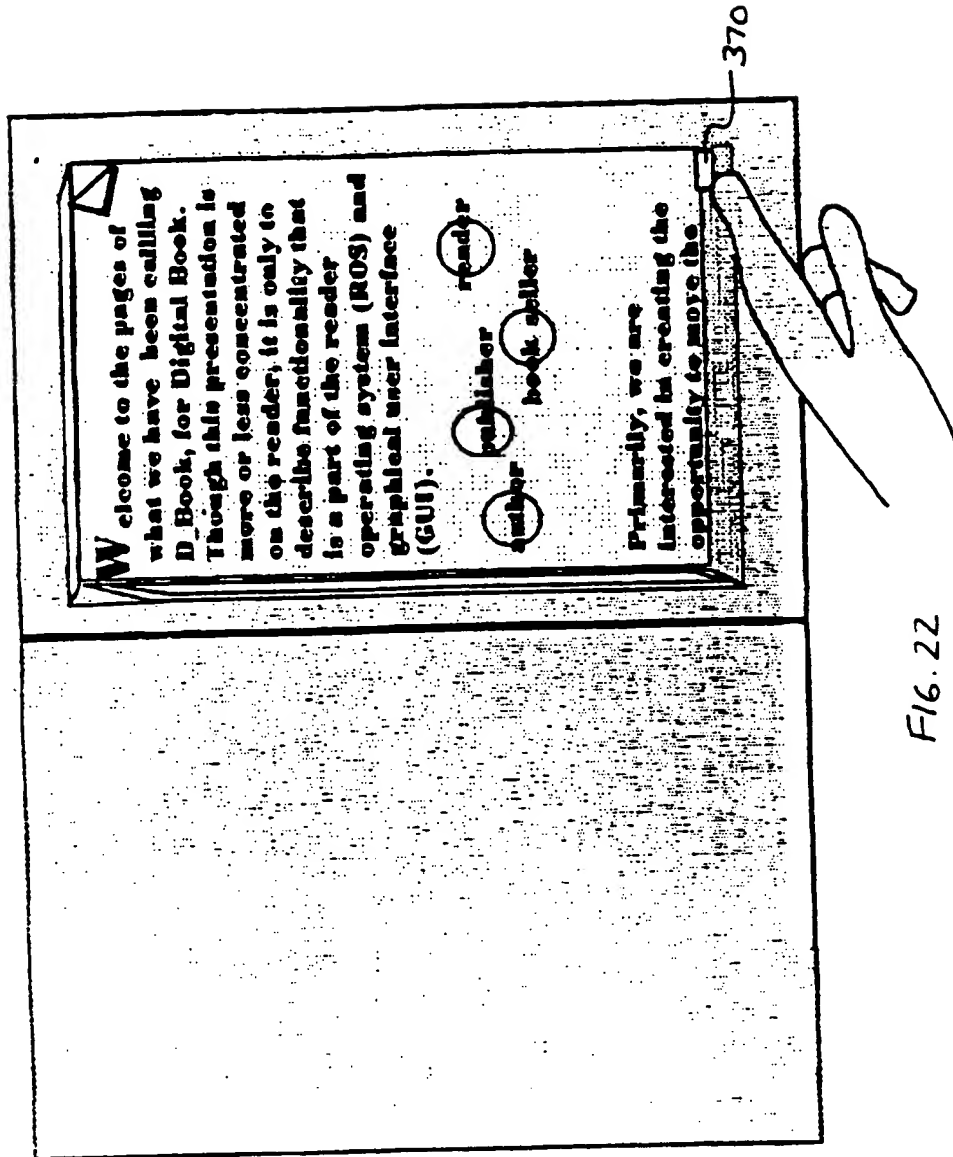 Welcome to the pages of
what we have been callling
D_Book, for Digital Book.
Though this presentation is
more or less concentrated
on the reader, it is only to
describe functionality that
is a part of the reader
operating system (ROS) and
graphical user interface
(GUI).
author
publisher
book seller
reader
Primarily, we are
interested in creating the
opportunity to move the
370
FIG. 22